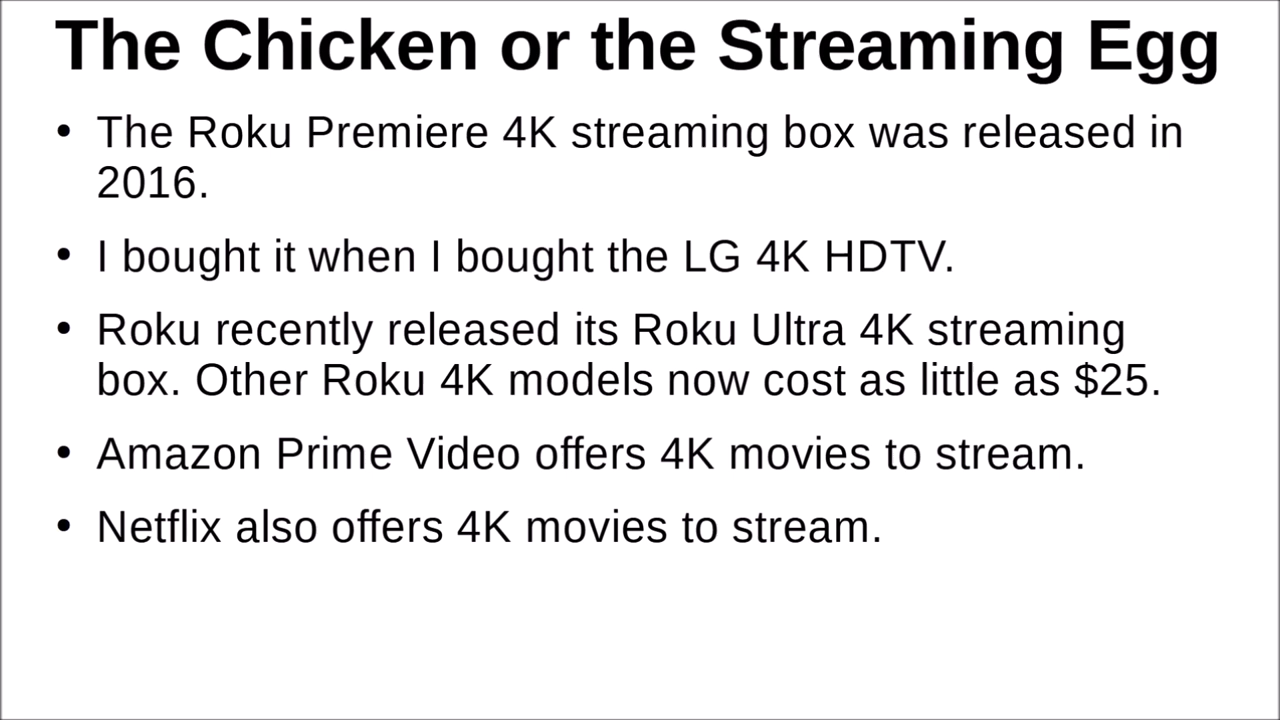 The Chicken or the Streaming Egg
• The Roku Premiere 4K streaming box was released in
2016.
• I bought it when I bought the LG 4K HDTV.
• Roku recently released its Roku Ultra 4K streaming
box. Other Roku 4K models now cost as little as $25.
• Amazon Prime Video offers 4K movies to stream.
• Netflix also offers 4K movies to stream.